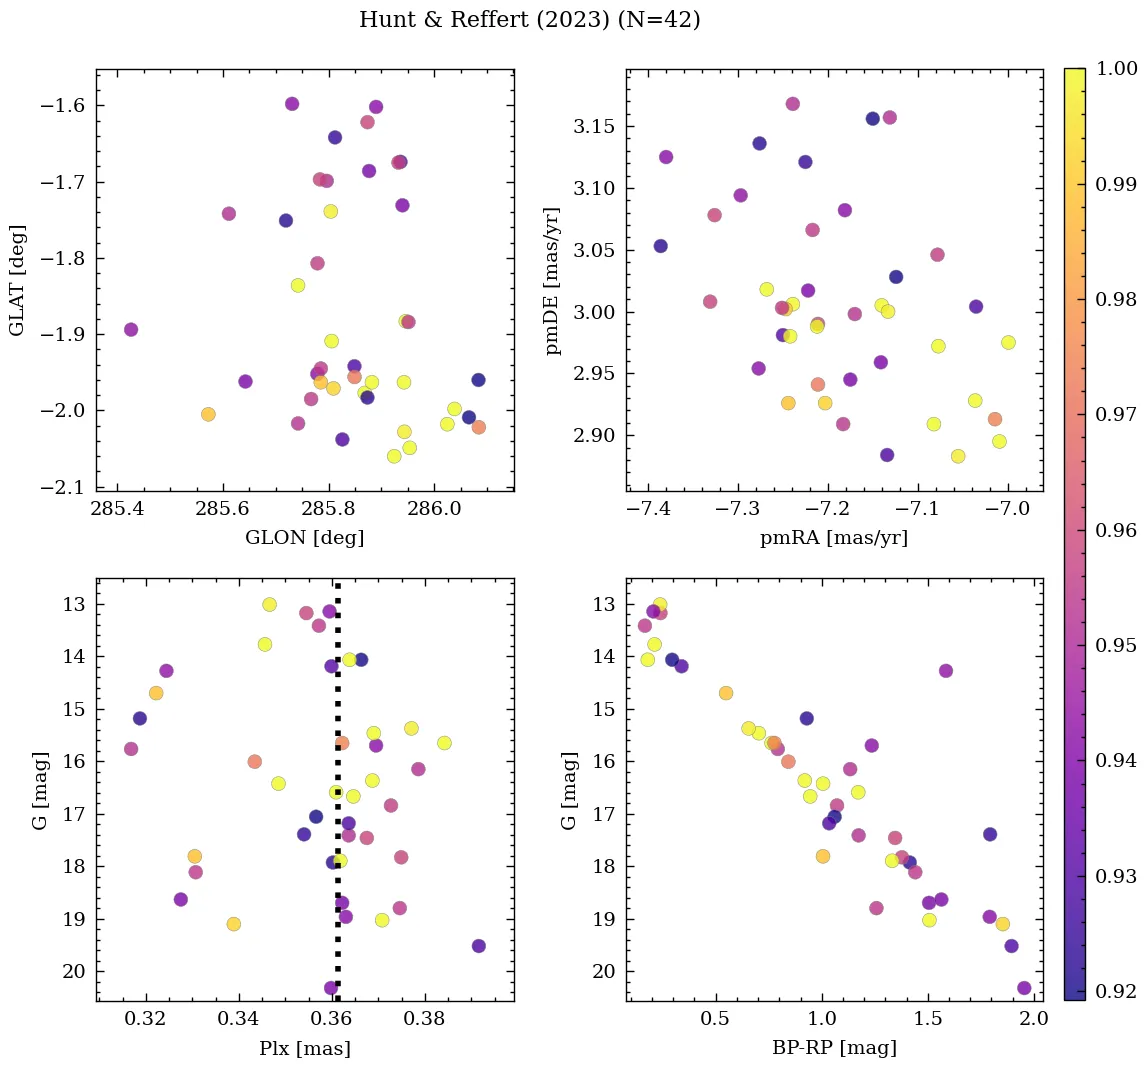 Hunt & Reffert (2023) (N=42)
−1.6
−1.7
−1.8
−1.9
−2.0
−2.1
GLAT [deg]
285.4 285.6 285.8 286.0
GLON [deg]
3.15
3.10
3.05
3.00
2.95
2.90
pmDE [mas/yr]
−7.4 −7.3 −7.2 −7.1 −7.0
pmRA [mas/yr]
13
14
15
16
17
18
19
20
G [mag]
0.32 0.34 0.36 0.38
Plx [mas]
13
14
15
16
17
18
19
20
G [mag]
0.5 1.0 1.5 2.0
BP-RP [mag]
1.00
0.99
0.98
0.97
0.96
0.95
0.94
0.93
0.92